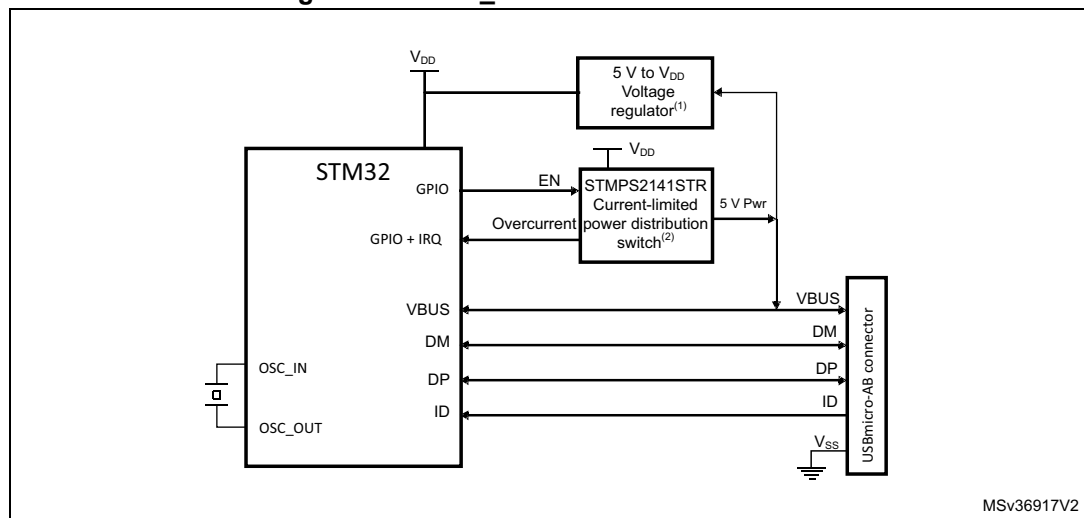 V_DD
5 V to V_DD
Voltage
regulator(1)
V_DD
STM32
GPIO
EN
STMPS2141STR
Current-limited
power distribution
switch(2)
5 V Pwr
Overcurrent
GPIO + IRQ
VBUS
VBUS
DM
DM
DP
DP
ID
ID
OSC_IN
OSC_OUT
V_SS
USBmicro-AB connector
MSv36917V2